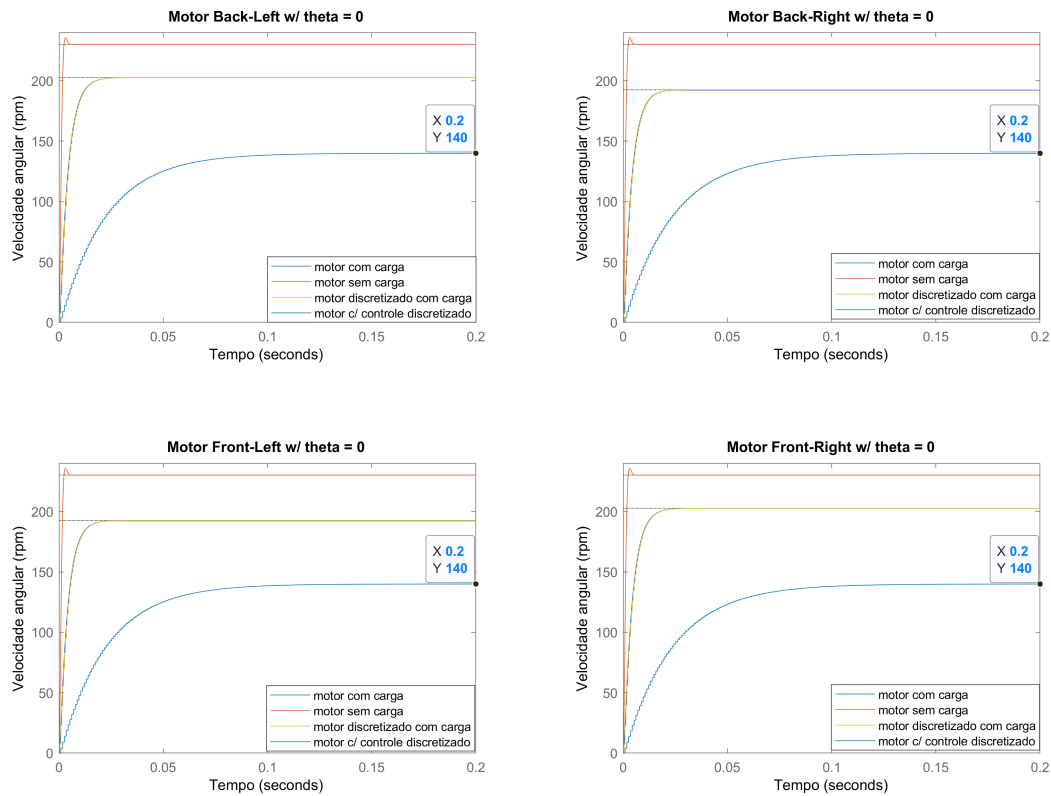 Motor Back-Left w/ theta = 0
Velocidade angular (rpm)
200
150
100
50
0
X 0.2
Y 140
motor com carga
motor sem carga
motor discretizado com carga
motor c/ controle discretizado
0 0.05 0.1 0.15 0.2
Tempo (seconds)
Motor Back-Right w/ theta = 0
Velocidade angular (rpm)
200
150
100
50
0
X 0.2
Y 140
motor com carga
motor sem carga
motor discretizado com carga
motor c/ controle discretizado
0 0.05 0.1 0.15 0.2
Tempo (seconds)
Motor Front-Left w/ theta = 0
Velocidade angular (rpm)
200
150
100
50
0
X 0.2
Y 140
motor com carga
motor sem carga
motor discretizado com carga
motor c/ controle discretizado
0 0.05 0.1 0.15 0.2
Tempo (seconds)
Motor Front-Right w/ theta = 0
Velocidade angular (rpm)
200
150
100
50
0
X 0.2
Y 140
motor com carga
motor sem carga
motor discretizado com carga
motor c/ controle discretizado
0 0.05 0.1 0.15 0.2
Tempo (seconds)